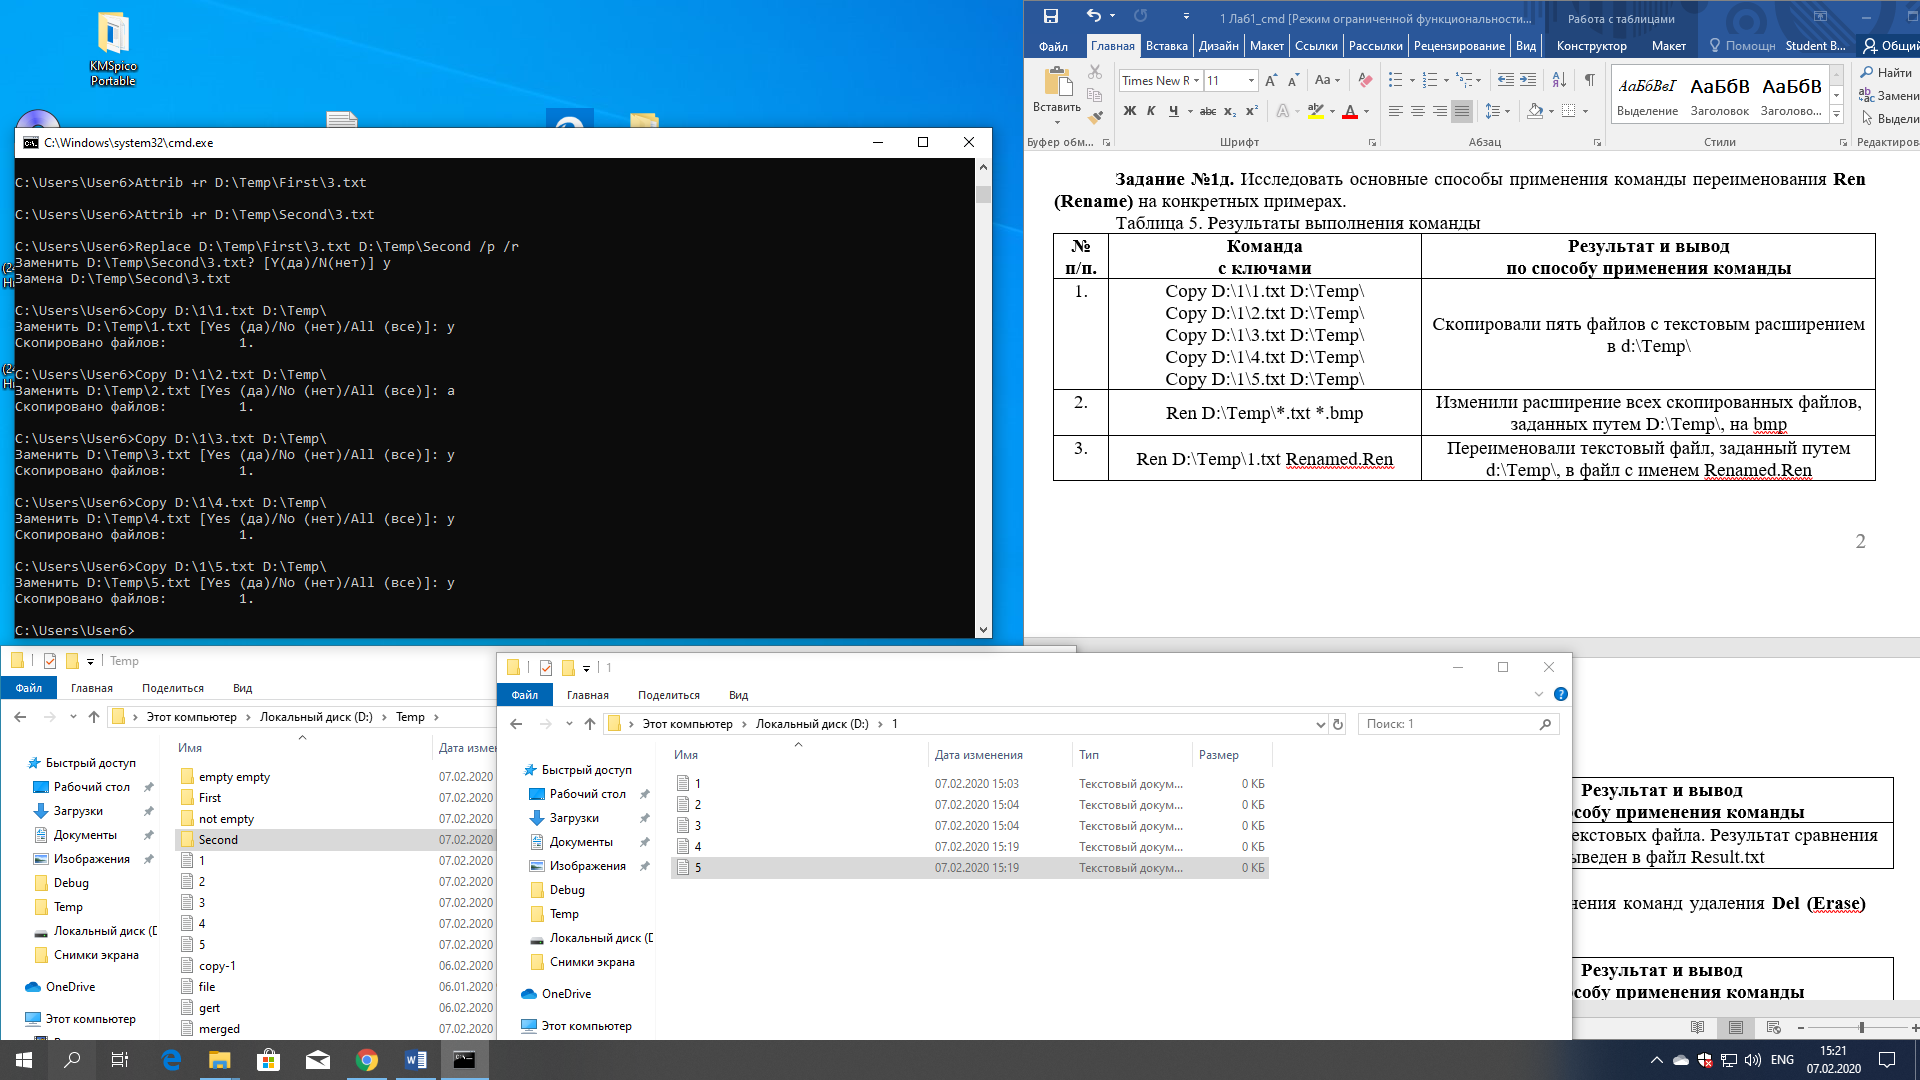 KMSpico
Portable
C:\Windows\system32\cmd.exe
C:\Users\User6>Attrib +r D:\Temp\First\3.txt
C:\Users\User6>Attrib +r D:\Temp\Second\3.txt
C:\Users\User6>Replace D:\Temp\First\3.txt D:\Temp\Second /p /r
Заменить D:\Temp\Second\3.txt? [Y(да)/N(нет)] y
Замена D:\Temp\Second\3.txt
C:\Users\User6>Copy D:\1\1.txt D:\Temp\
Заменить D:\Temp\1.txt [Yes (да)/No (нет)/All (все)]: y
Скопировано файлов: 1.
C:\Users\User6>Copy D:\1\2.txt D:\Temp\
Заменить D:\Temp\2.txt [Yes (да)/No (нет)/All (все)]: a
Скопировано файлов: 1.
C:\Users\User6>Copy D:\1\3.txt D:\Temp\
Заменить D:\Temp\3.txt [Yes (да)/No (нет)/All (все)]: y
Скопировано файлов: 1.
C:\Users\User6>Copy D:\1\4.txt D:\Temp\
Заменить D:\Temp\4.txt [Yes (да)/No (нет)/All (все)]: y
Скопировано файлов: 1.
C:\Users\User6>Copy D:\1\5.txt D:\Temp\
Заменить D:\Temp\5.txt [Yes (да)/No (нет)/All (все)]: y
Скопировано файлов: 1.
C:\Users\User6>
1 Лаб1_cmd [Режим ограниченной функциональности... Работа с таблицами
Файл Главная Вставка Дизайн Макет Ссылки Рассылки Рецензирование Вид Конструктор Макет Помощн Student B... Общий
Вставить
Times New R 11
Ж К Ч abc x₂ x²
Aa
АаБбВвІ АаБбВ АаБбВ
Выделение Заголовок Заголово...
Найти
Замени
Выдели
Буфер обм... Шрифт Абзац Стили Редактиров
Задание №1д. Исследовать основные способы применения команды переименования Ren
(Rename) на конкретных примерах.
Таблица 5. Результаты выполнения команды
№ п/п. Команда с ключами Результат и вывод по способу применения команды
1.
Copy D:\1\1.txt D:\Temp\
Copy D:\1\2.txt D:\Temp\
Copy D:\1\3.txt D:\Temp\
Copy D:\1\4.txt D:\Temp\
Copy D:\1\5.txt D:\Temp\
Скопировали пять файлов с текстовым расширением
в d:\Temp\
2.
Ren D:\Temp\*.txt *.bmp
Изменили расширение всех скопированных файлов,
заданных путем D:\Temp\, на bmp
3.
Ren D:\Temp\1.txt Renamed.Ren
Переименовали текстовый файл, заданный путем
d:\Temp\, в файл с именем Renamed.Ren
2
Результат и вывод
собу применения команды
екстовых файла. Результат сравнения
ыведен в файл Result.txt
нения команд удаления Del (Erase)
Результат и вывод
собу применения команды
Temp
Файл Главная Поделиться Вид
Этот компьютер Локальный диск (D:) Temp
Быстрый доступ
Рабочий стол
Загрузки
Документы
Изображения
Debug
Temp
Локальный диск (D
Снимки экрана
OneDrive
Этот компьютер
Имя Дата измен
empty empty 07.02.2020
First 07.02.2020
not empty 07.02.2020
Second 07.02.2020
1 07.02.2020
2 07.02.2020
3 07.02.2020
4 07.02.2020
5 07.02.2020
copy-1 06.02.2020
file 06.01.2020
gert 06.02.2020
merged 07.02.2020
1
Файл Главная Поделиться Вид
Этот компьютер Локальный диск (D:) 1
Поиск: 1
Быстрый доступ
Рабочий стол
Загрузки
Документы
Изображения
Debug
Temp
Локальный диск (D
Снимки экрана
OneDrive
Этот компьютер
Имя Дата изменения Тип Размер
1 07.02.2020 15:03 Текстовый докум... 0 КБ
2 07.02.2020 15:04 Текстовый докум... 0 КБ
3 07.02.2020 15:04 Текстовый докум... 0 КБ
4 07.02.2020 15:19 Текстовый докум... 0 КБ
5 07.02.2020 15:19 Текстовый докум... 0 КБ
ENG
15:21
07.02.2020